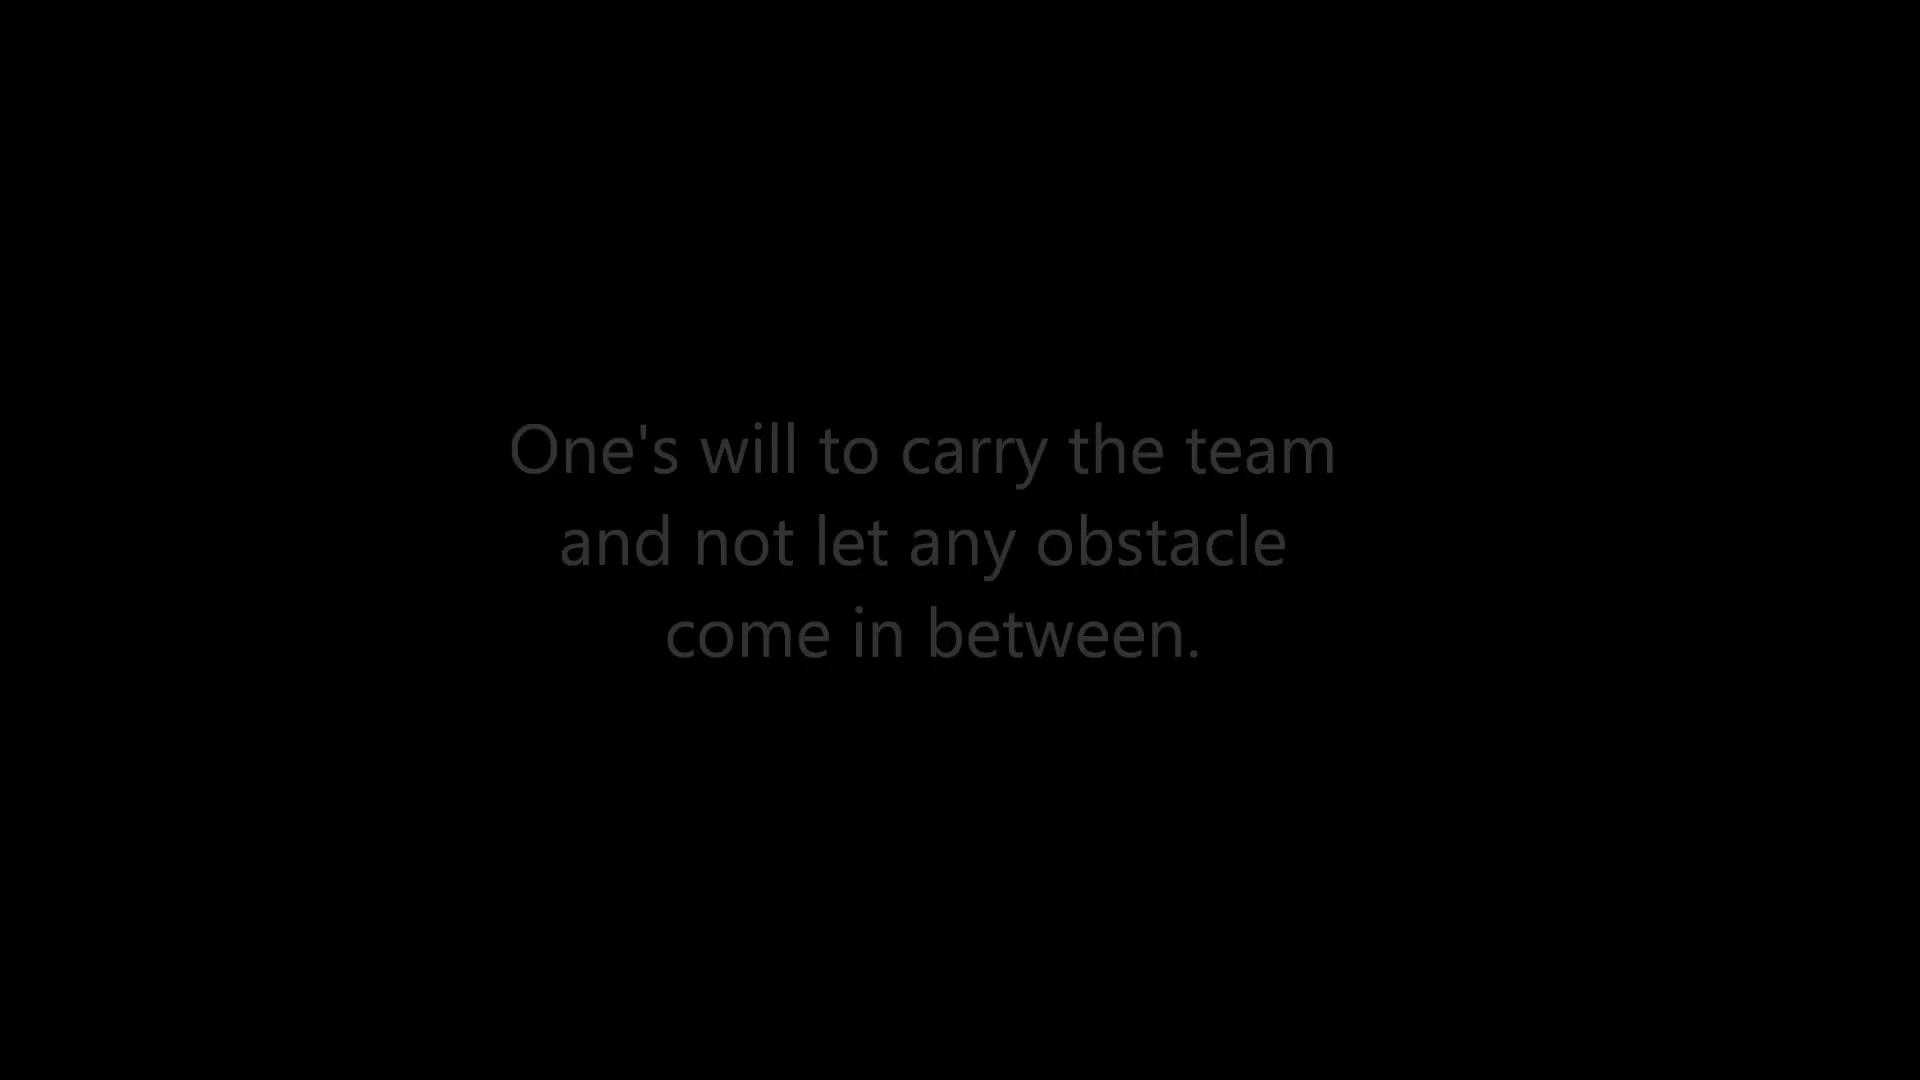 One's will to carry the team
and not let any obstacle
come in between.